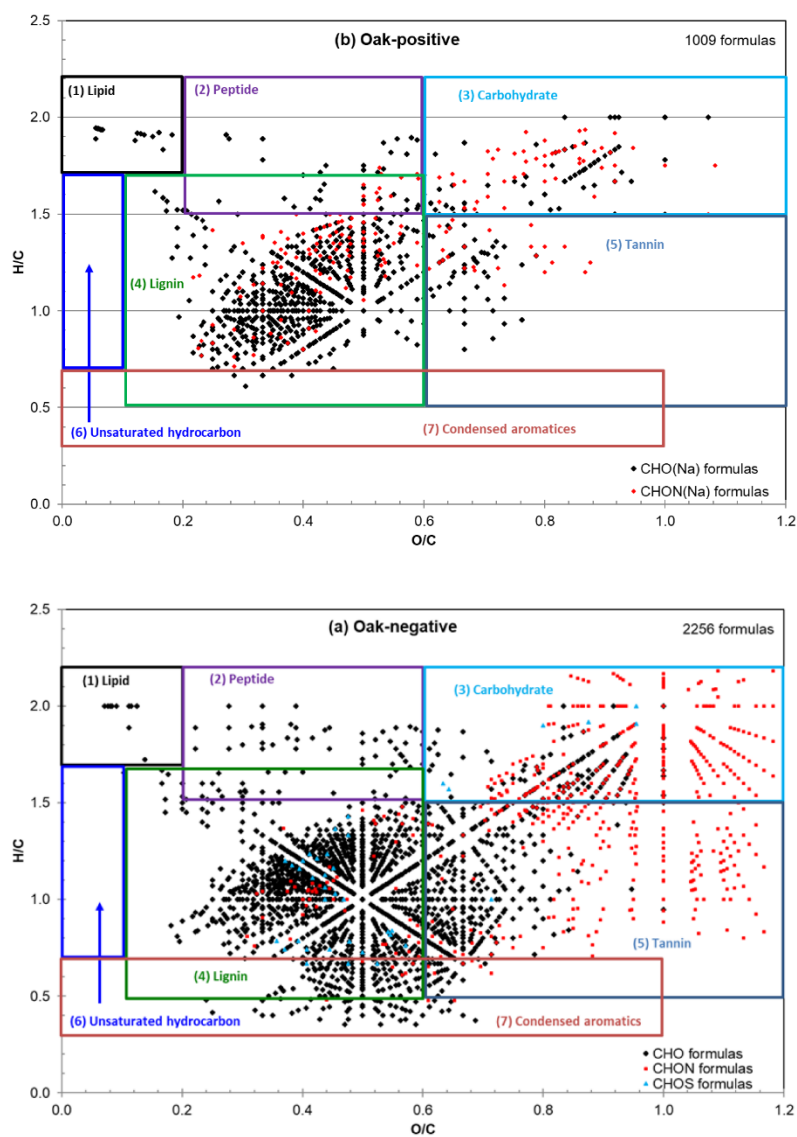 2.5
(b) Oak-positive
1009 formulas
(1) Lipid
(2) Peptide
(3) Carbohydrate
2.0
1.5
(5) Tannin
H/C
(4) Lignin
1.0
0.5
(6) Unsaturated hydrocarbon
(7) Condensed aromatices
CHO(Na) formulas
CHON(Na) formulas
0.0
0.0
0.2
0.4
0.6
0.8
1.0
1.2
O/C
2.5
(a) Oak-negative
2256 formulas
(1) Lipid
(2) Peptide
(3) Carbohydrate
2.0
1.5
H/C
1.0
(5) Tannin
(4) Lignin
0.5
(6) Unsaturated hydrocarbon
(7) Condensed aromatics
CHO formulas
CHON formulas
CHOS formulas
0.0
0.0
0.2
0.4
0.6
0.8
1.0
1.2
O/C